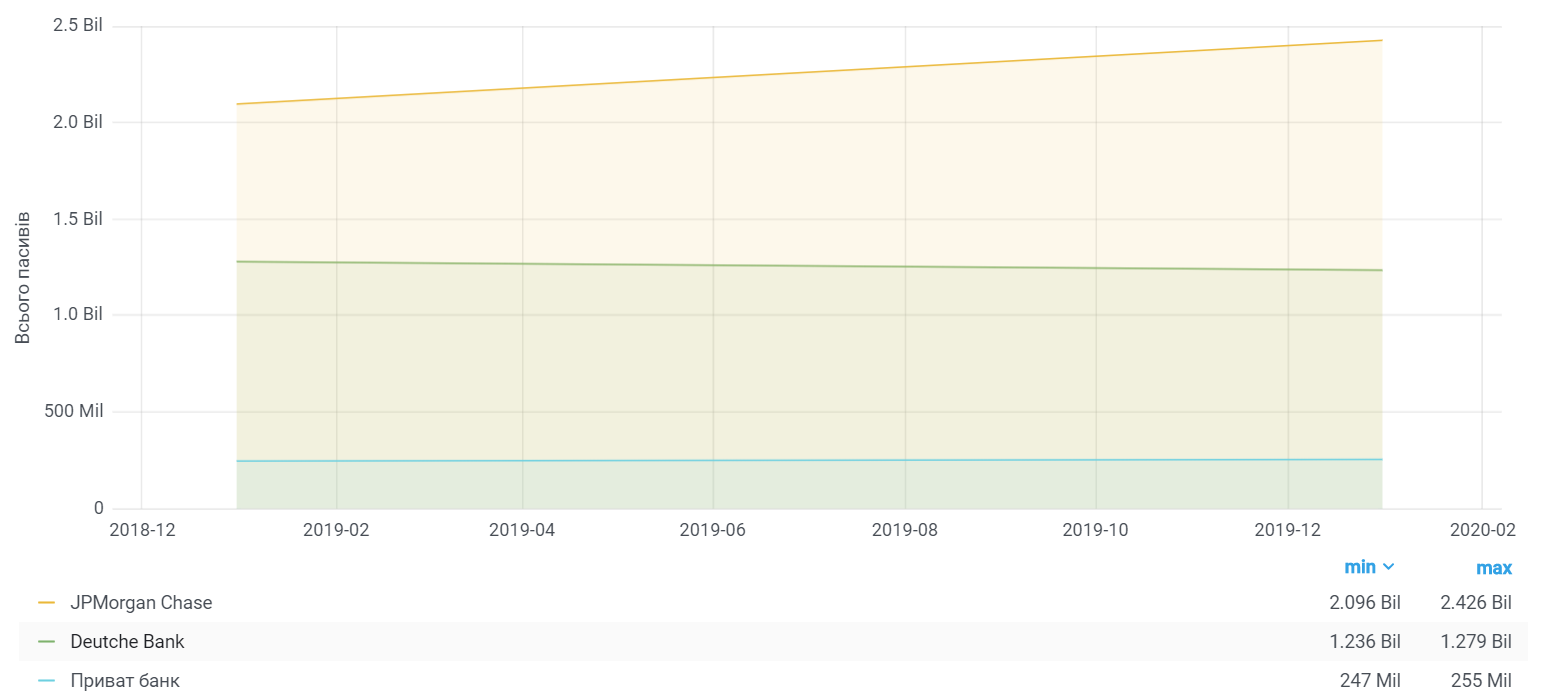 2.5 Bil
2.0 Bil
1.5 Bil
1.0 Bil
500 Mil
0
Всього пасивів
2018-12 2019-02 2019-04 2019-06 2019-08 2019-10 2019-12 2020-02
min max
JPMorgan Chase 2.096 Bil 2.426 Bil
Deutche Bank 1.236 Bil 1.279 Bil
Приват банк 247 Mil 255 Mil